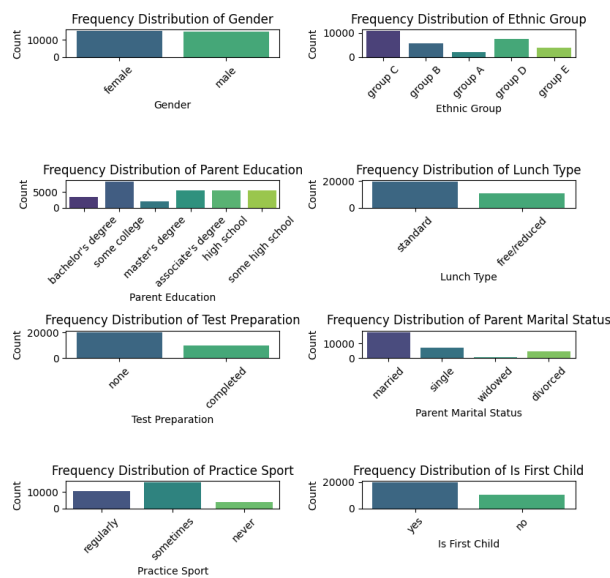 Frequency Distribution of Gender
Count
10000
0
female
male
Gender
Frequency Distribution of Ethnic Group
Count
10000
0
group C
group B
group A
group D
group E
Ethnic Group
Frequency Distribution of Parent Education
Count
5000
0
bachelor's degree
some college
master's degree
associate's degree
high school
some high school
Parent Education
Frequency Distribution of Lunch Type
Count
20000
0
standard
free/reduced
Lunch Type
Frequency Distribution of Test Preparation
Count
20000
0
none
completed
Test Preparation
Frequency Distribution of Parent Marital Status
Count
10000
0
married
single
widowed
divorced
Parent Marital Status
Frequency Distribution of Practice Sport
Count
10000
0
regularly
sometimes
never
Practice Sport
Frequency Distribution of Is First Child
Count
20000
0
yes
no
Is First Child